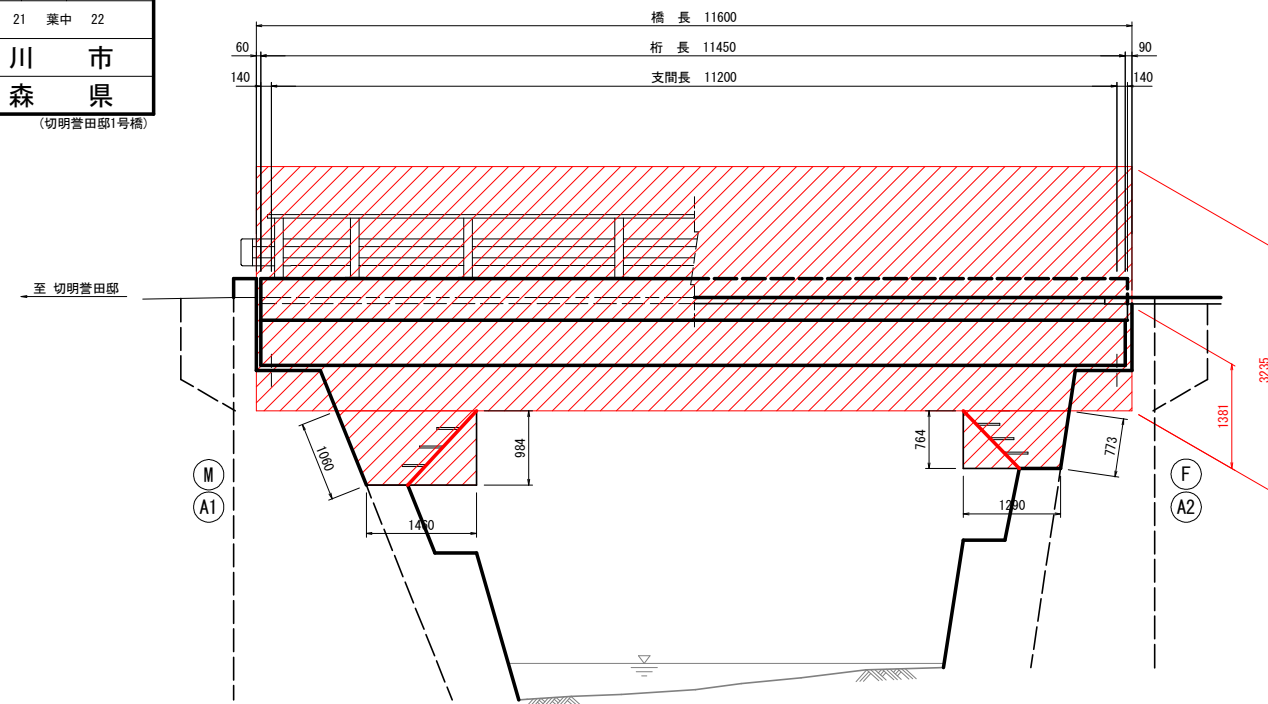 21 葉中 22
川 市
森 県
(切明誉田邸1号橋)
橋 長 11600
60 桁 長 11450 90
140 支間長 11200 140
至 切明誉田邸
3235
1381
1060
984
764
773
1460
1290
M
A1
F
A2